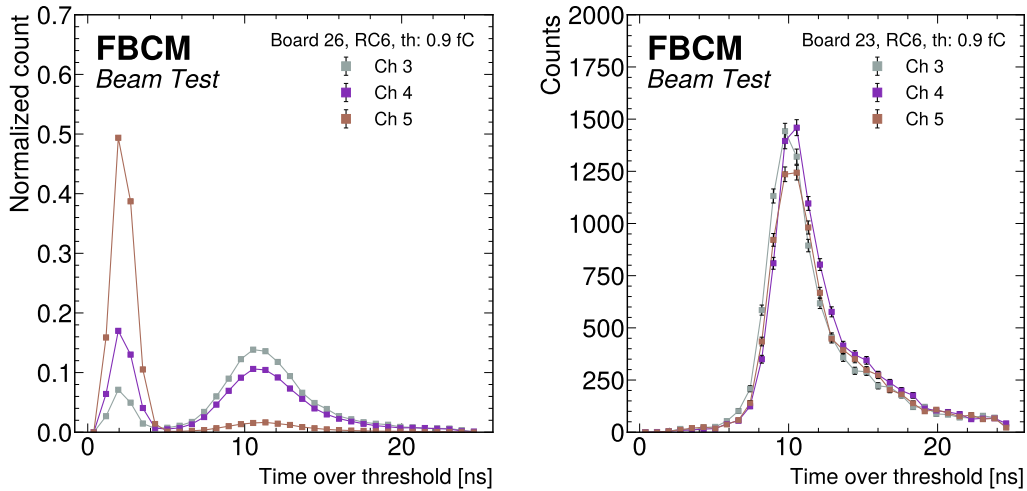 Normalized count
0.7
0.6
0.5
0.4
0.3
0.2
0.1
0.0
FBCM
Beam Test
Board 26, RC6, th: 0.9 fC
Ch 3
Ch 4
Ch 5
0
10
20
Time over threshold [ns]
Counts
2000
1750
1500
1250
1000
750
500
250
0
FBCM
Beam Test
Board 23, RC6, th: 0.9 fC
Ch 3
Ch 4
Ch 5
0
10
20
Time over threshold [ns]